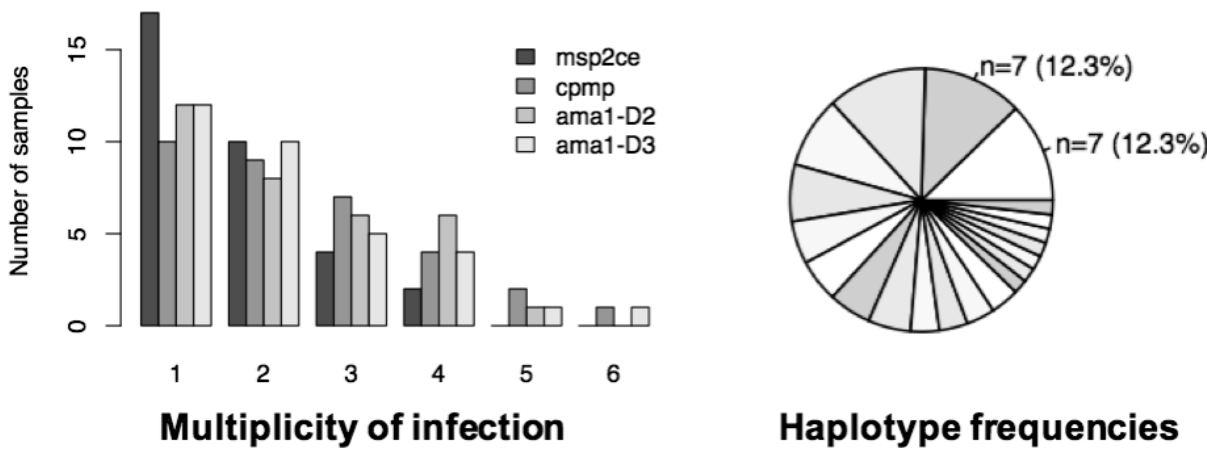 Number of samples
15
10
5
0
msp2ce
cpmp
ama1-D2
ama1-D3
1 2 3 4 5 6
Multiplicity of infection
n=7 (12.3%)
n=7 (12.3%)
Haplotype frequencies